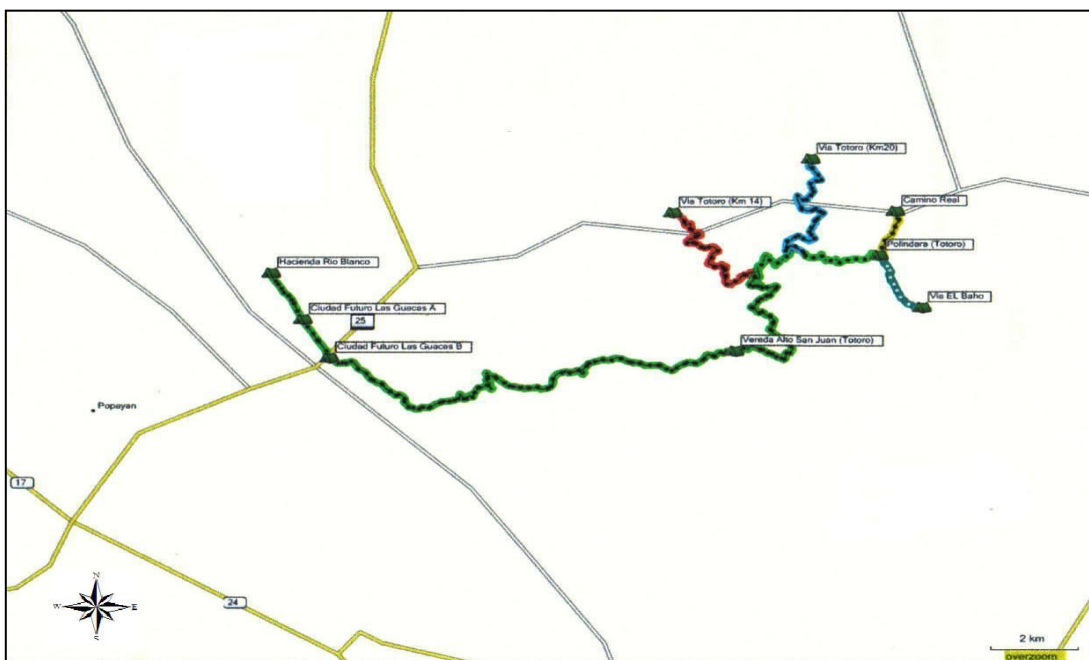 Via Totoro (Km20)
Via Totoro (Km 14)
Camino Real
Polindara (Totoro)
Hacienda Rio Blanco
Via EL Baho
Ciudad Futuro Las Guacas A
25
Ciudad Futuro Las Guacas B
Vereda Alto San Juan (Totoro)
Popayan
17
24
N
W
E
S
2 km
overzoom